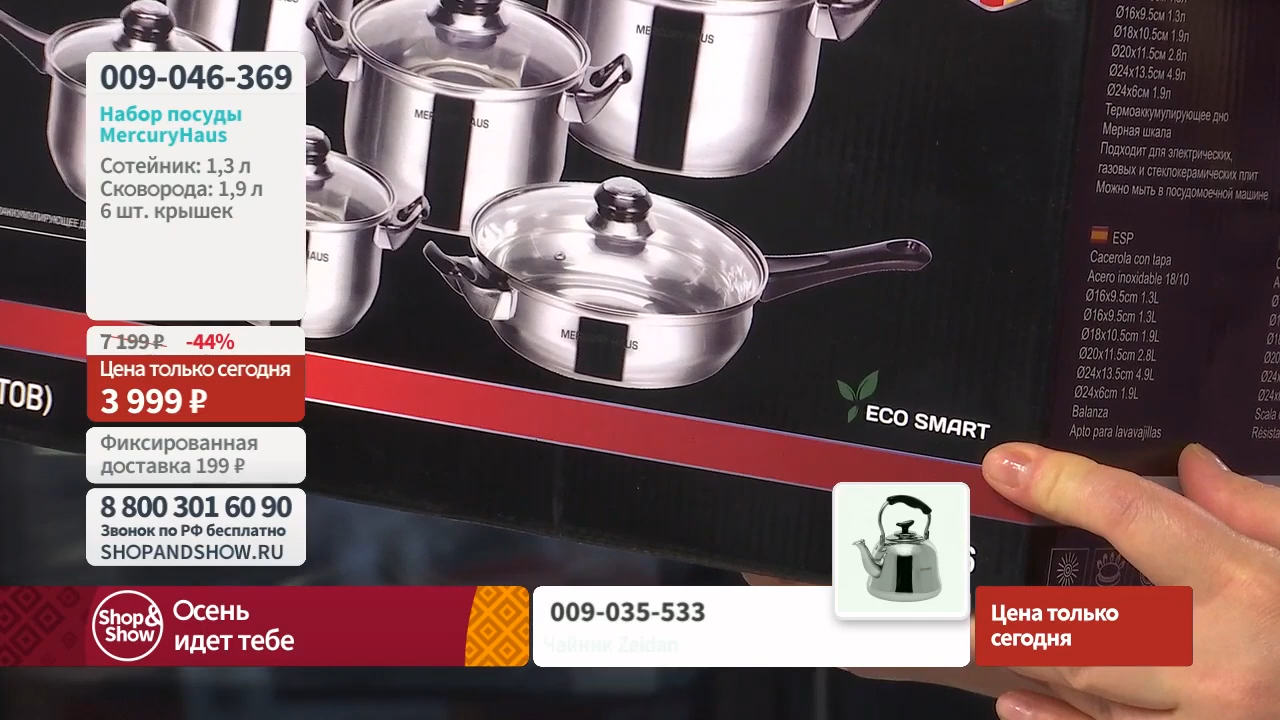 009-046-369
Набор посуды
MercuryHaus
Сотейник: 1,3 л
Сковорода: 1,9 л
6 шт. крышек
7 199 ₽ -44%
Цена только сегодня
3 999 ₽
Фиксированная
доставка 199 ₽
8 800 301 60 90
Звонок по РФ бесплатно
SHOPANDSHOW.RU
ТОВ)
ECO SMART
Ø16x9.5см 1.3л
Ø18x10.5см 1.9л
Ø20x11.5см 2.8л
Ø24x13.5см 4.9л
Ø24x6см 1.9л
Термоаккумулирующее дно
Мерная шкала
Подходит для электрических,
газовых и стеклокерамических плит
Можно мыть в посудомоечной машине
ESP
Cacerola con tapa
Acero inoxidable 18/10
Ø16x9.5cm 1.3L
Ø16x9.5cm 1.3L
Ø18x10.5cm 1.9L
Ø20x11.5cm 2.8L
Ø24x13.5cm 4.9L
Ø24x6cm 1.9L
Balanza
Apto para lavavajillas
Shop&
Show
Осень
идет тебе
009-035-533
Чайник Zeidan
Цена только
сегодня